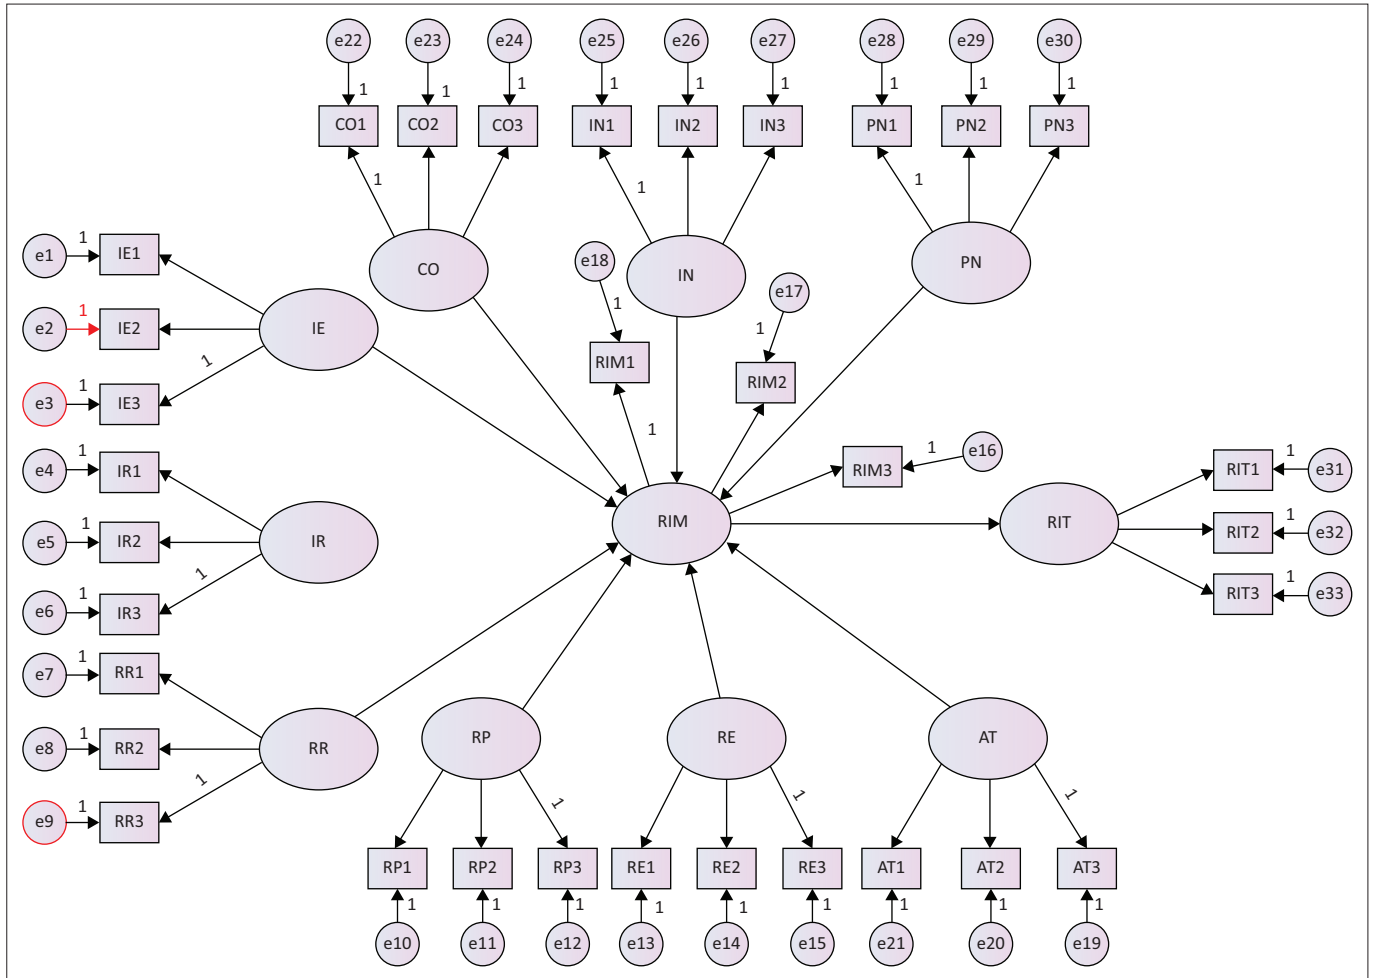 e22 e23 e24 e25 e26 e27 e28 e29 e30
1 1 1 1 1 1 1 1 1
CO1 CO2 CO3 IN1 IN2 IN3 PN1 PN2 PN3
1 1 1
e1 1 IE1
CO IN PN
e18 e17
e2 1 IE2 IE
1 1
RIM1 RIM2
1
e3 1 IE3
1
e4 1 IR1
RIM3 1 e16
RIT1 1 e31
e5 1 IR2 IR
RIM RIT
RIT2 1 e32
1
e6 1 IR3
RIT3 1 e33
e7 1 RR1
e8 1 RR2 RR
RP RE AT
1
e9 1 RR3
1 1 1
RP1 RP2 RP3 RE1 RE2 RE3 AT1 AT2 AT3
1 1 1 1 1 1 1 1 1
e10 e11 e12 e13 e14 e15 e21 e20 e19